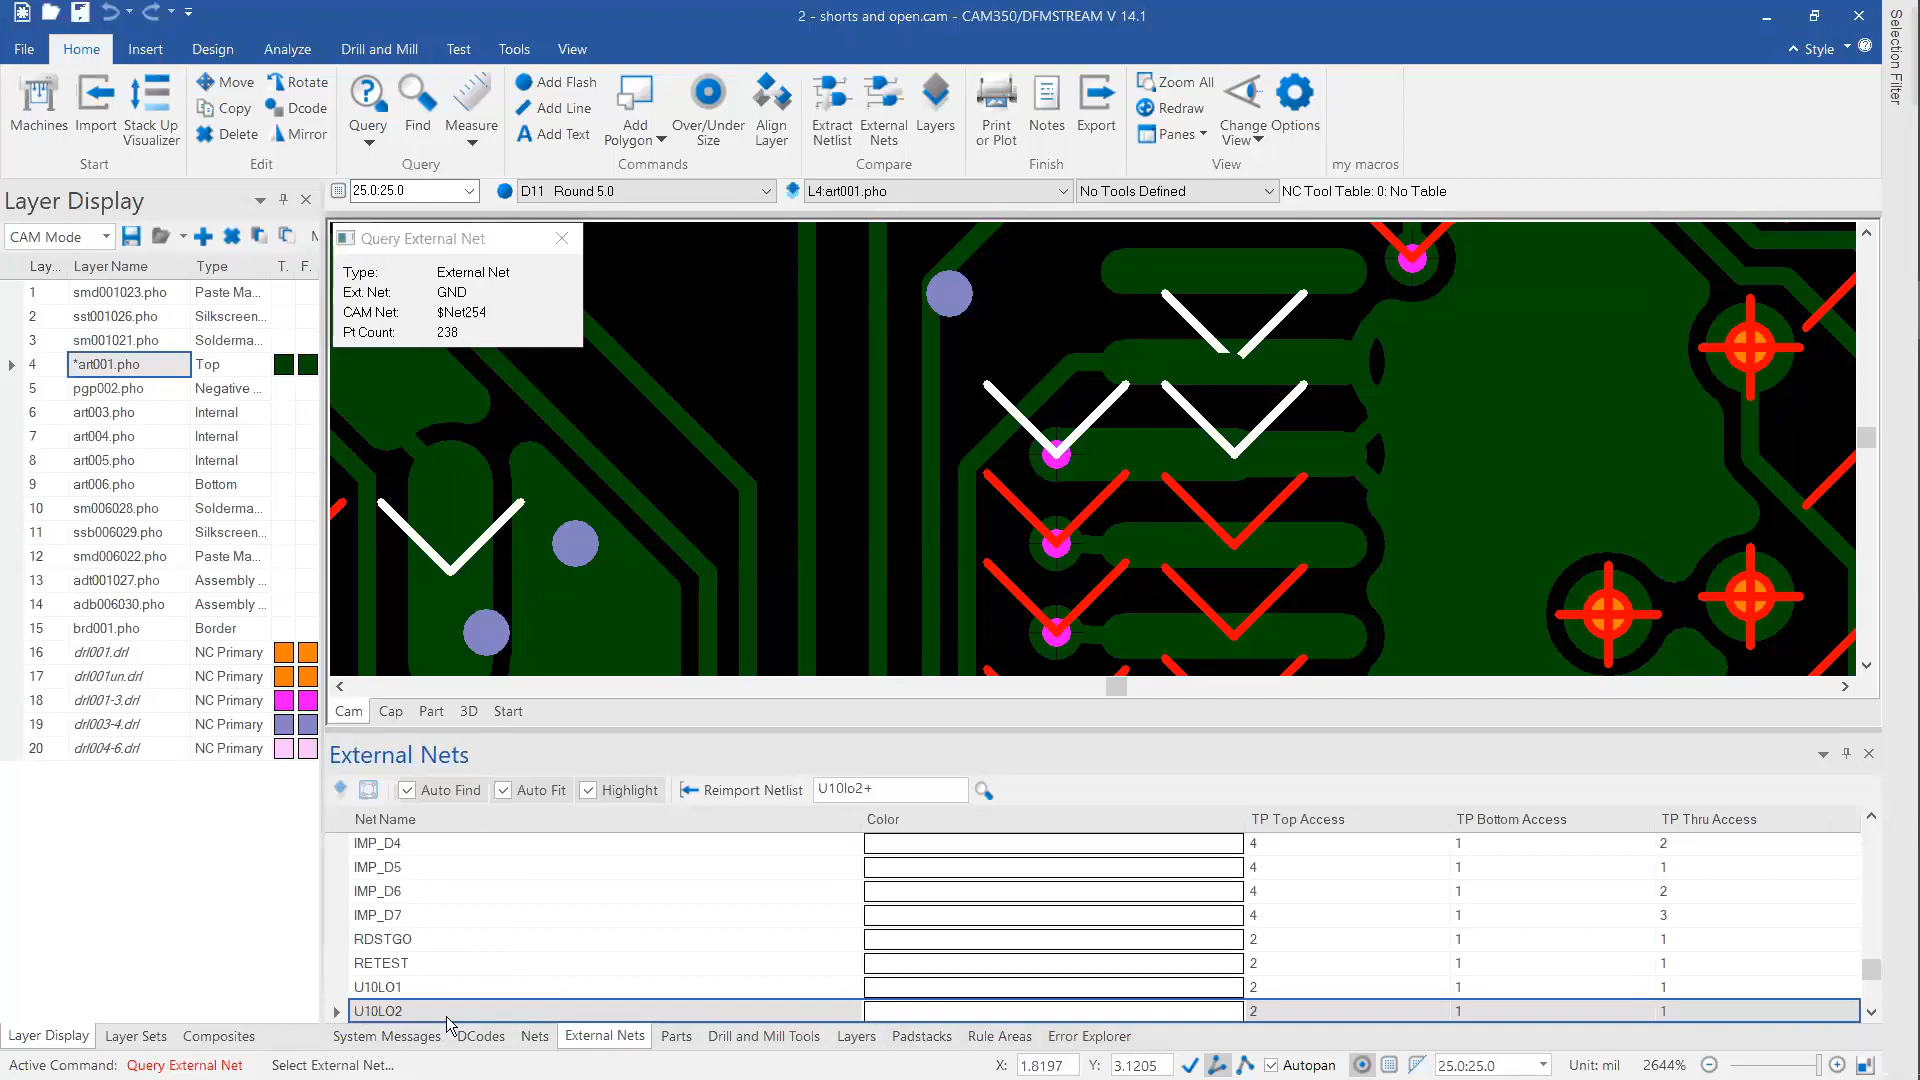 2 - shorts and open.cam - CAM350/DFMSTREAM V 14.1
File Home Insert Design Analyze Drill and Mill Test Tools View Style
Selection Filter
Machines Import Stack Up Visualizer
Start
Move Rotate
Copy Dcode
Delete Mirror
Edit
Query Find Measure
Query
Add Flash
Add Line
Add Text
Add Polygon Over/Under Size Align Layer
Commands
Extract Netlist External Nets Layers
Compare
Print or Plot Notes Export
Finish
Zoom All
Redraw
Panes
Change View Options
View
my macros
25.0:25.0 D11 Round 5.0 L4:art001.pho No Tools Defined NC Tool Table: 0: No Table
Layer Display
CAM Mode M
Lay... Layer Name Type T. F.
1 smd001023.pho Paste Ma...
2 sst001026.pho Silkscreen...
3 sm001021.pho Solderma...
4 *art001.pho Top
5 pgp002.pho Negative ...
6 art003.pho Internal
7 art004.pho Internal
8 art005.pho Internal
9 art006.pho Bottom
10 sm006028.pho Solderma...
11 ssb006029.pho Silkscreen...
12 smd006022.pho Paste Ma...
13 adt001027.pho Assembly ...
14 adb006030.pho Assembly ...
15 brd001.pho Border
16 drl001.drl NC Primary
17 drl001un.drl NC Primary
18 drl001-3.drl NC Primary
19 drl003-4.drl NC Primary
20 drl004-6.drl NC Primary
Query External Net
Type: External Net
Ext. Net: GND
CAM Net: $Net254
Pt Count: 238
Cam Cap Part 3D Start
External Nets
Auto Find Auto Fit Highlight Reimport Netlist U10lo2+
Net Name Color TP Top Access TP Bottom Access TP Thru Access
IMP_D4 4 1 2
IMP_D5 4 1 1
IMP_D6 4 1 2
IMP_D7 4 1 3
RDSTGO 2 1 1
RETEST 2 1 1
U10LO1 2 1 1
U10LO2 2 1 1
Layer Display Layer Sets Composites
System Messages DCodes Nets External Nets Parts Drill and Mill Tools Layers Padstacks Rule Areas Error Explorer
Active Command: Query External Net Select External Net... X: 1.8197 Y: 3.1205 Autopan 25.0:25.0 Unit: mil 2644%